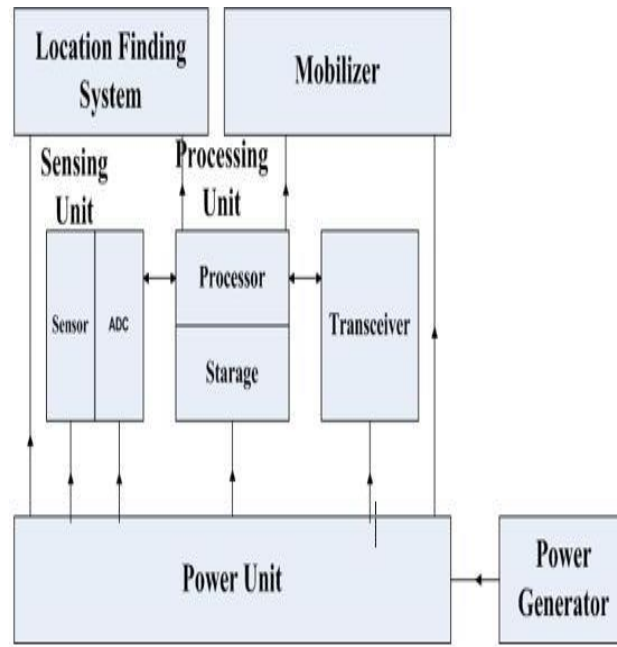 Location Finding
System
Mobilizer
Sensing
Unit
Processing
Unit
Sensor
ADC
Processor
Starage
Transceiver
Power Unit
Power
Generator